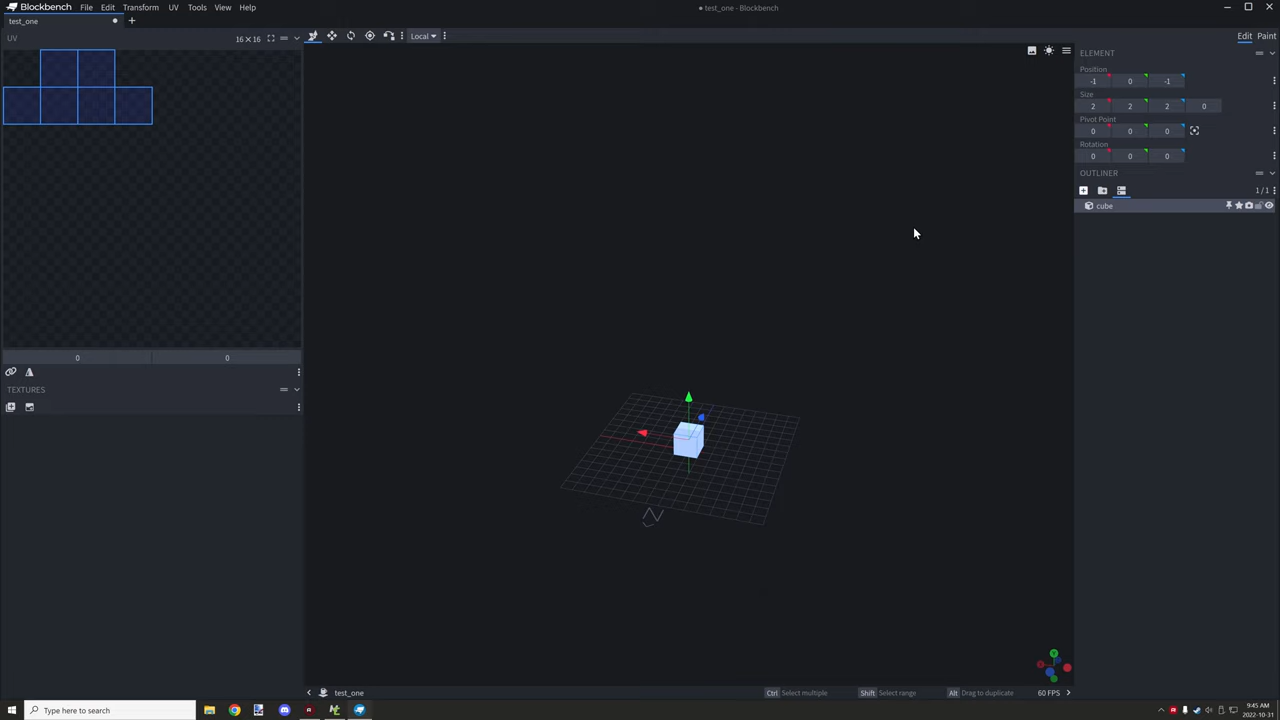 Blockbench File Edit Transform UV Tools View Help
● test_one — Blockbench
test_one
UV
16 × 16
Local
Edit Paint
ELEMENT
Position
-1 0 -1
Size
2 2 2 0
Pivot Point
0 0 0
Rotation
0 0 0
OUTLINER
1/1
cube
0 0
TEXTURES
N
Y
test_one
Ctrl Select multiple Shift Select range Alt Drag to duplicate 60 FPS
Type here to search
9:45 AM
2022-10-31